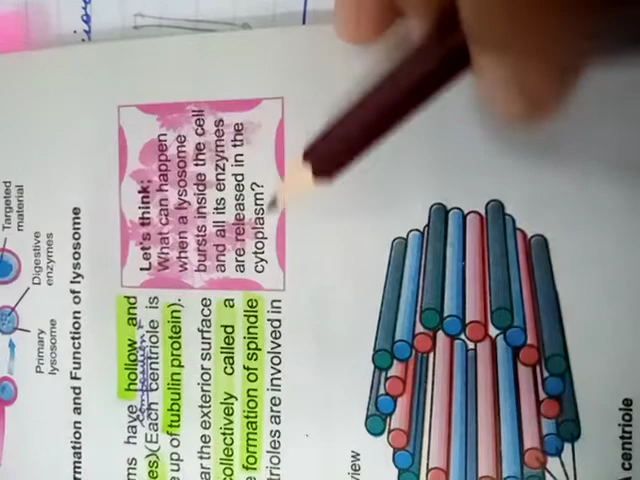 Targeted
material
Digestive
enzymes
Primary
lysosome
rmation and Function of lysosome
Let's think;
What can happen
when a lysosome
bursts inside the cell
and all its enzymes
are released in the
cytoplasm?
ms have hollow and
component
es)(Each centriole is
e up of tubulin protein).
ar the exterior surface
collectively called a
e formation of spindle
trioles are involved in
view
A centriole